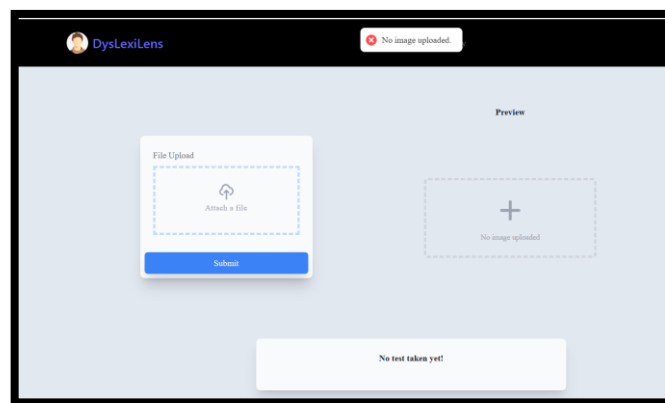 DysLexiLens
No image uploaded.
Preview
File Upload
Attach a file
No image uploaded
Submit
No test taken yet!